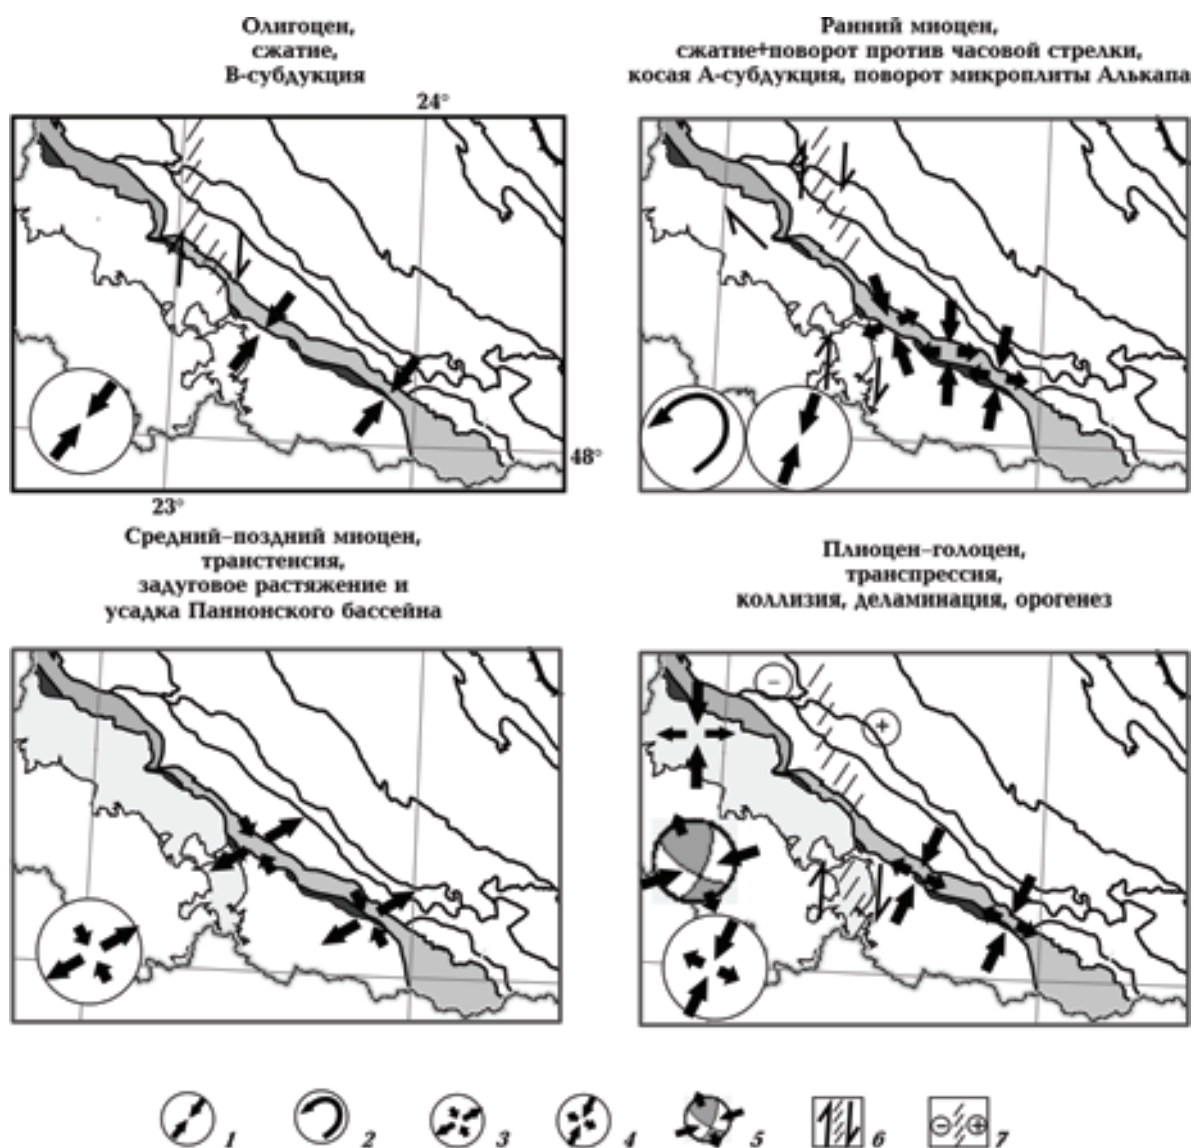 Олигоцен,
сжатие,
В-субдукция
24°
48°
23°
Ранний миоцен,
сжатие+поворот против часовой стрелки,
косая А-субдукция, поворот микроплиты Алькапа
Средний–поздний миоцен,
транстенсия,
задуговое растяжение и
усадка Паннонского бассейна
Плиоцен–голоцен,
транспрессия,
коллизия, деламинация, орогенез
−
+
1 2 3 4 5 6 − + 7